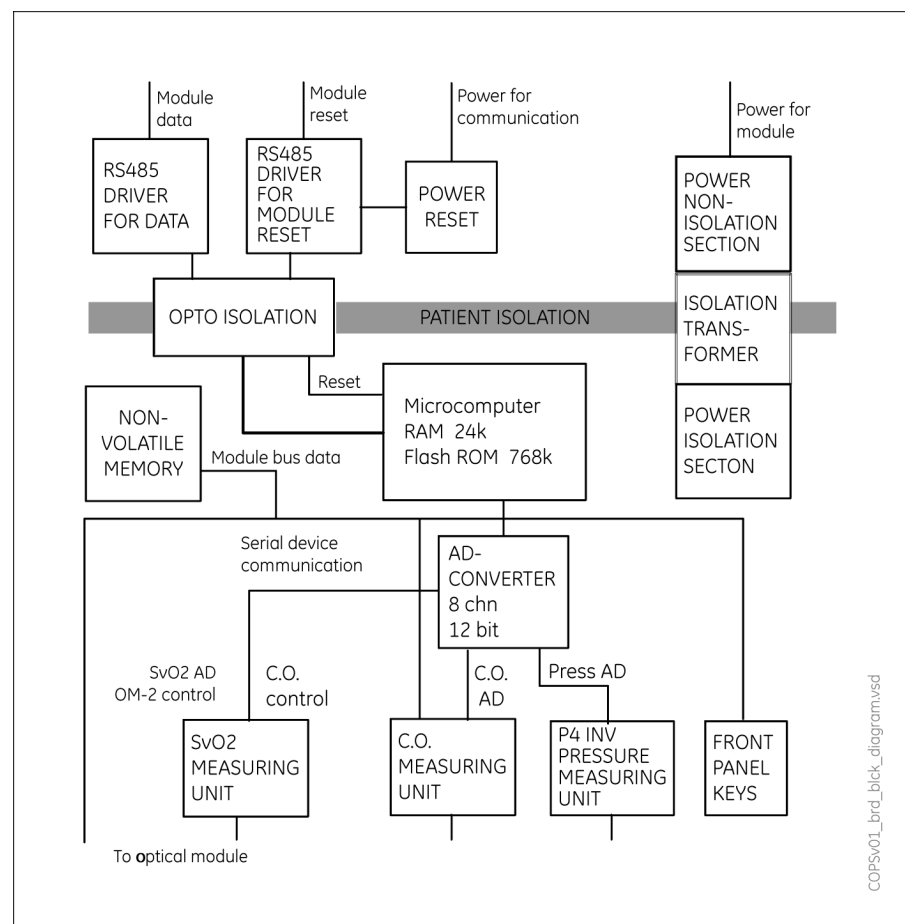 Module
data
Module
reset
Power for
communication
Power for
module
RS485
DRIVER
FOR DATA
RS485
DRIVER
FOR
MODULE
RESET
POWER
RESET
POWER
NON-
ISOLATION
SECTION
OPTO ISOLATION
PATIENT ISOLATION
ISOLATION
TRANS-
FORMER
Reset
NON-
VOLATILE
MEMORY
Microcomputer
RAM 24k
Flash ROM 768k
POWER
ISOLATION
SECTON
Module bus data
Serial device
communication
AD-
CONVERTER
8 chn
12 bit
SvO2 AD
OM-2 control
C.O.
control
C.O.
AD
Press AD
SvO2
MEASURING
UNIT
C.O.
MEASURING
UNIT
P4 INV
PRESSURE
MEASURING
UNIT
FRONT
PANEL
KEYS
To optical module
COPSv01_brd_blck_diagram.vsd